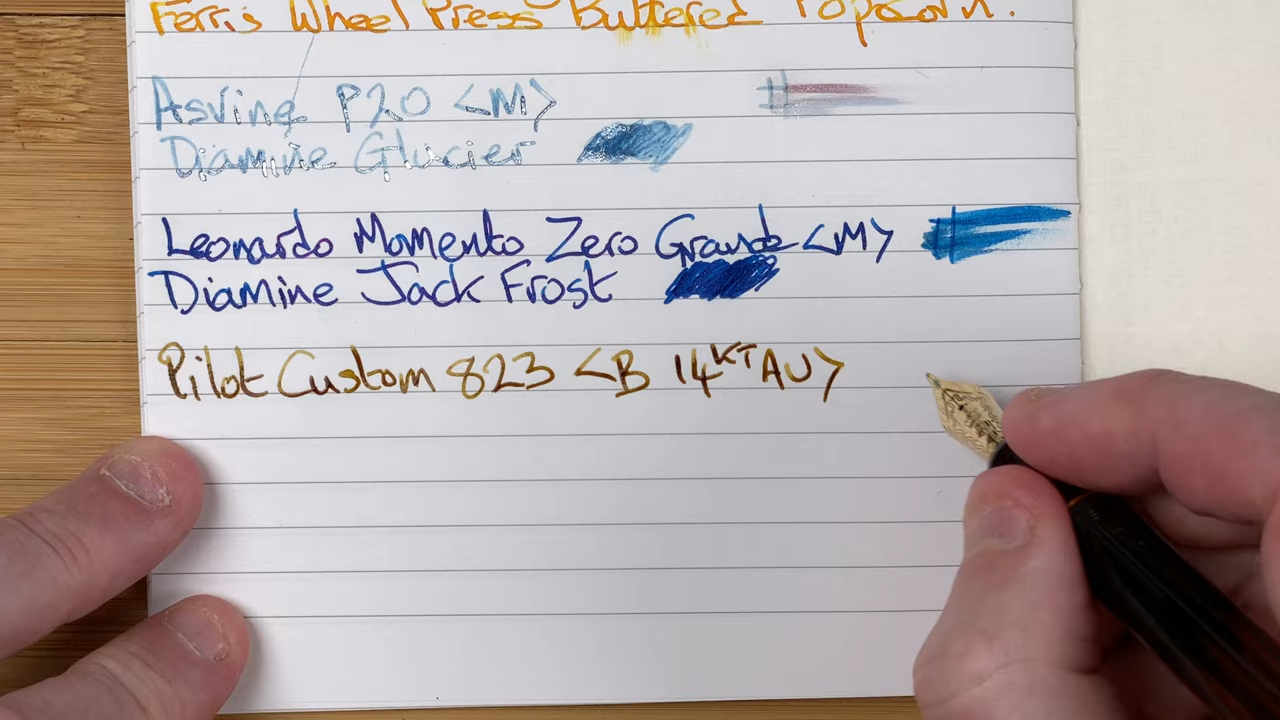 Ferris Wheel Press Buttered Popcorn.
Asvine P20 <M>
Diamine Glacier
Leonardo Momento Zero Grande <M>
Diamine Jack Frost
Pilot Custom 823 <B 14KT AU>